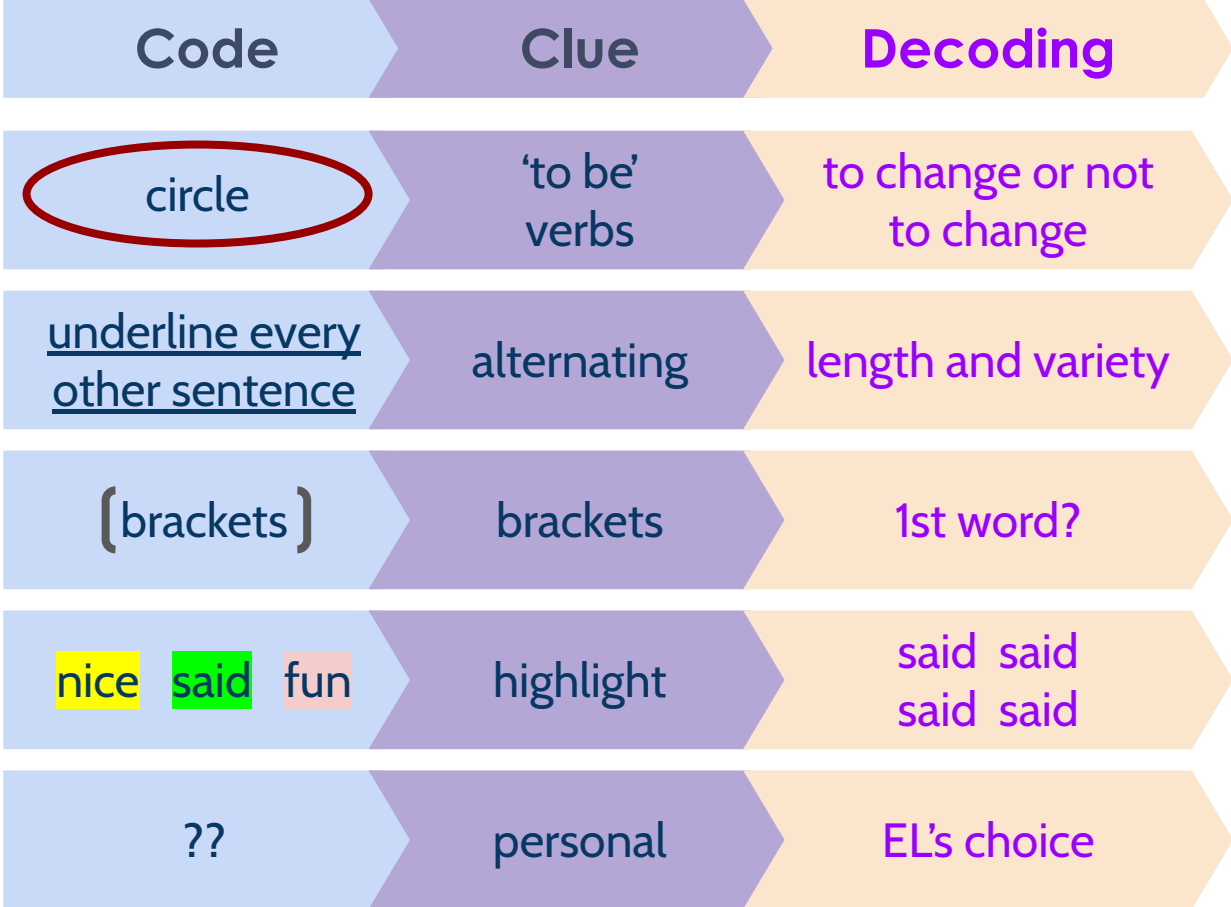 Code
Clue
Decoding
circle
‘to be’
verbs
to change or not
to change
underline every
other sentence
alternating
length and variety
[brackets]
brackets
1st word?
nice said fun
highlight
said said
said said
??
personal
EL’s choice